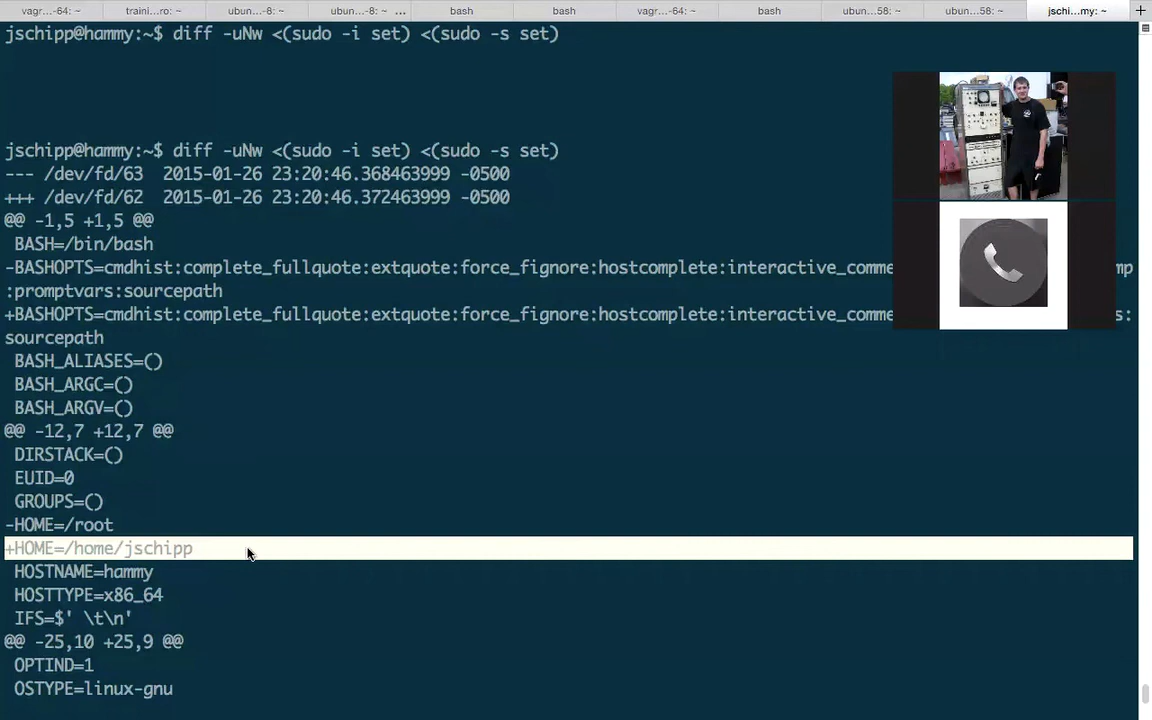 vagr...-64: ~ traini...ro: ~ ubun...-8: ~ ubun...-8: ~ ... bash bash vagr...-64: ~ bash ubun...58: ~ ubun...58: ~ jschi...my: ~ +
jschipp@hammy:~$ diff -uNw <(sudo -i set) <(sudo -s set)
jschipp@hammy:~$ diff -uNw <(sudo -i set) <(sudo -s set)
--- /dev/fd/63 2015-01-26 23:20:46.368463999 -0500
+++ /dev/fd/62 2015-01-26 23:20:46.372463999 -0500
@@ -1,5 +1,5 @@
BASH=/bin/bash
-BASHOPTS=cmdhist:complete_fullquote:extquote:force_fignore:hostcomplete:interactive_comme mp
:promptvars:sourcepath
+BASHOPTS=cmdhist:complete_fullquote:extquote:force_fignore:hostcomplete:interactive_comme s:
sourcepath
BASH_ALIASES=()
BASH_ARGC=()
BASH_ARGV=()
@@ -12,7 +12,7 @@
DIRSTACK=()
EUID=0
GROUPS=()
-HOME=/root
+HOME=/home/jschipp
HOSTNAME=hammy
HOSTTYPE=x86_64
IFS=$' \t\n'
@@ -25,10 +25,9 @@
OPTIND=1
OSTYPE=linux-gnu